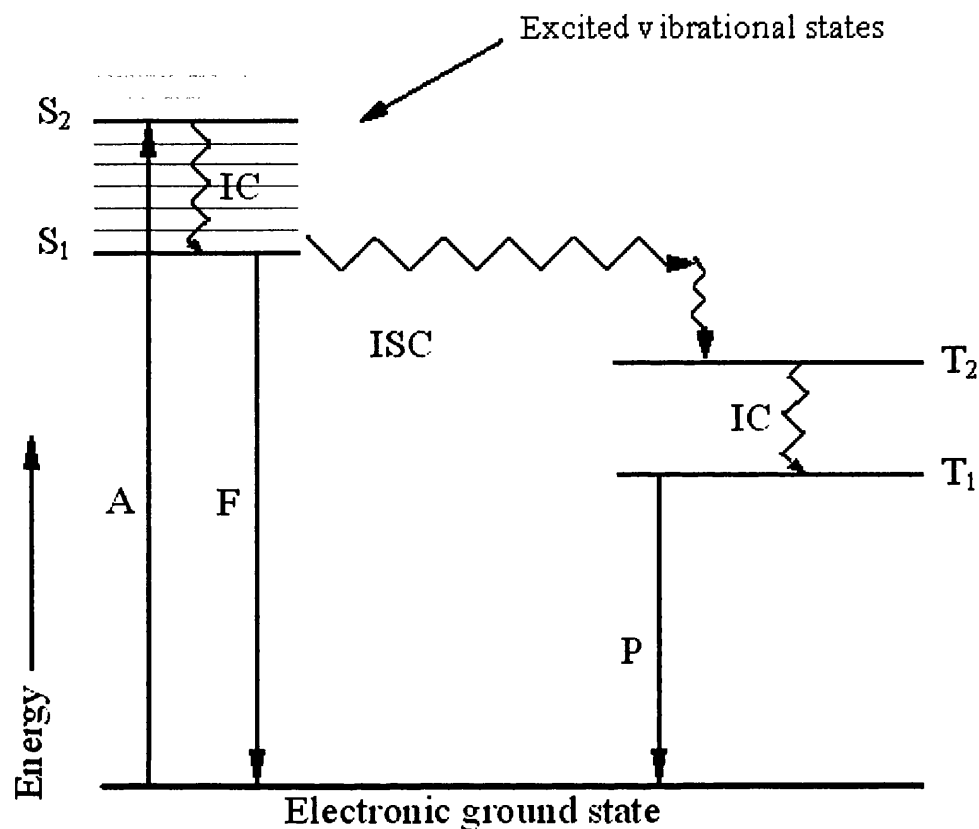 Excited vibrational states
S₂
IC
S₁
ISC
T₂
IC
T₁
A
F
P
Energy
Electronic ground state